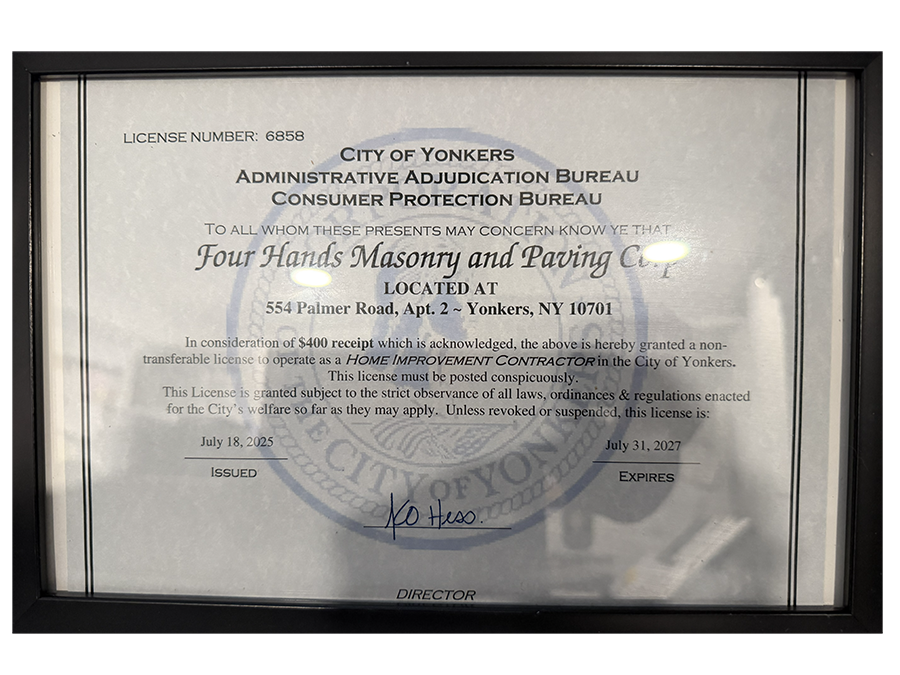 LICENSE NUMBER: 6858
CITY OF YONKERS
ADMINISTRATIVE ADJUDICATION BUREAU
CONSUMER PROTECTION BUREAU
TO ALL WHOM THESE PRESENTS MAY CONCERN KNOW YE THAT
Four Hands Masonry and Paving Corp
LOCATED AT
554 Palmer Road, Apt. 2 ~ Yonkers, NY 10701
In consideration of $400 receipt which is acknowledged, the above is hereby granted a non-
transferable license to operate as a HOME IMPROVEMENT CONTRACTOR in the City of Yonkers.
This license must be posted conspicuously.
This License is granted subject to the strict observance of all laws, ordinances & regulations enacted
for the City's welfare so far as they may apply. Unless revoked or suspended, this license is:
July 18, 2025
ISSUED
July 31, 2027
EXPIRES
THE CITY OF YONKERS
DIRECTOR